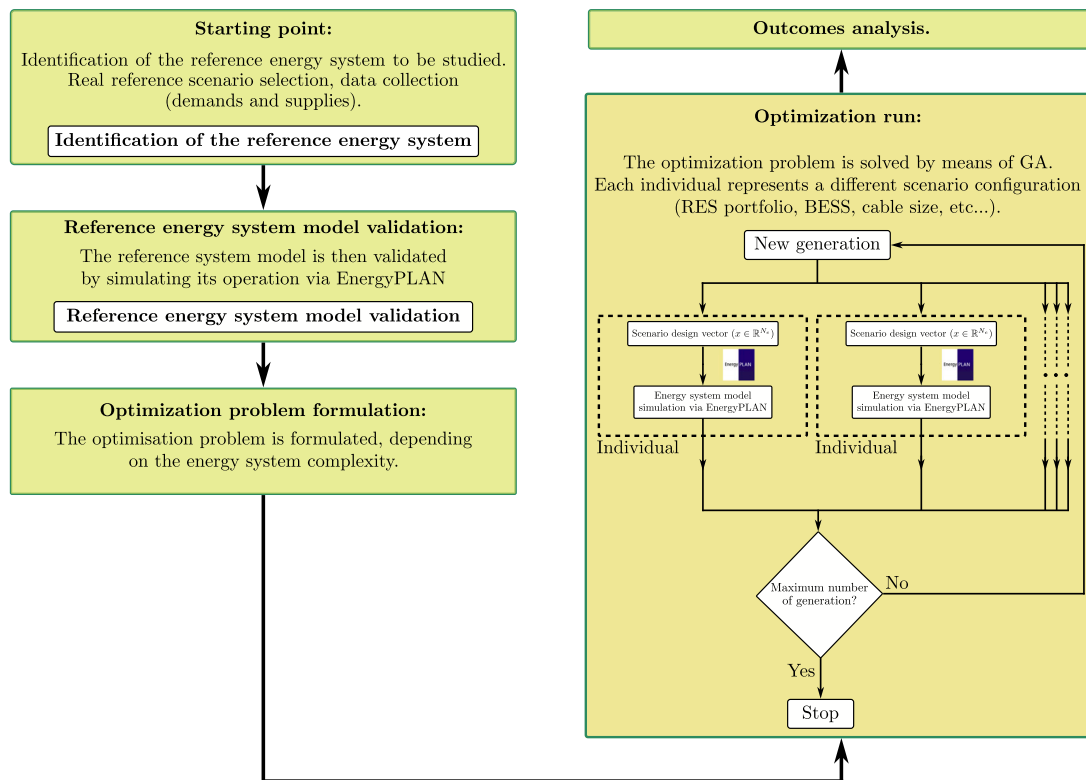 Starting point:
Identification of the reference energy system to be studied.
Real reference scenario selection, data collection
(demands and supplies).
Identification of the reference energy system
Reference energy system model validation:
The reference system model is then validated
by simulating its operation via EnergyPLAN
Reference energy system model validation
Optimization problem formulation:
The optimisation problem is formulated, depending
on the energy system complexity.
Outcomes analysis.
Optimization run:
The optimization problem is solved by means of GA.
Each individual represents a different scenario configuration
(RES portfolio, BESS, cable size, etc...).
New generation
Scenario design vector (x ∈ ℝ^{N_x})
EnergyPLAN
Energy system model
simulation via EnergyPLAN
Individual
Scenario design vector (x ∈ ℝ^{N_x})
EnergyPLAN
Energy system model
simulation via EnergyPLAN
Individual
Maximum number
of generation?
No
Yes
Stop